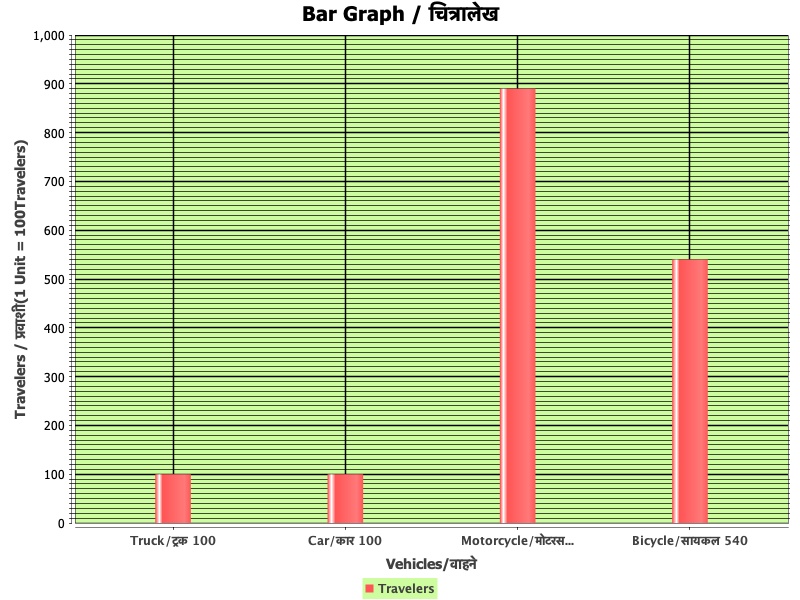 Bar Graph / चित्रालेख
Travelers / प्रवाशी(1 Unit = 100Travelers)
1,000
900
800
700
600
500
400
300
200
100
0
Truck/ट्रक 100 Car/कार 100 Motorcycle/मोटरस... Bicycle/सायकल 540
Vehicles/वाहने
Travelers